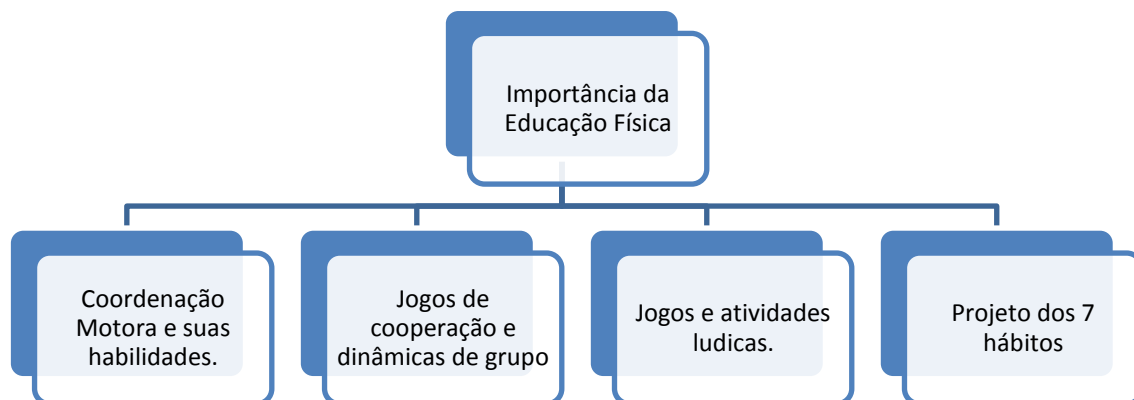 Importância da
Educação Física
Coordenação
Motora e suas
habilidades.
Jogos de
cooperação e
dinâmicas de grupo
Jogos e atividades
ludicas.
Projeto dos 7
hábitos